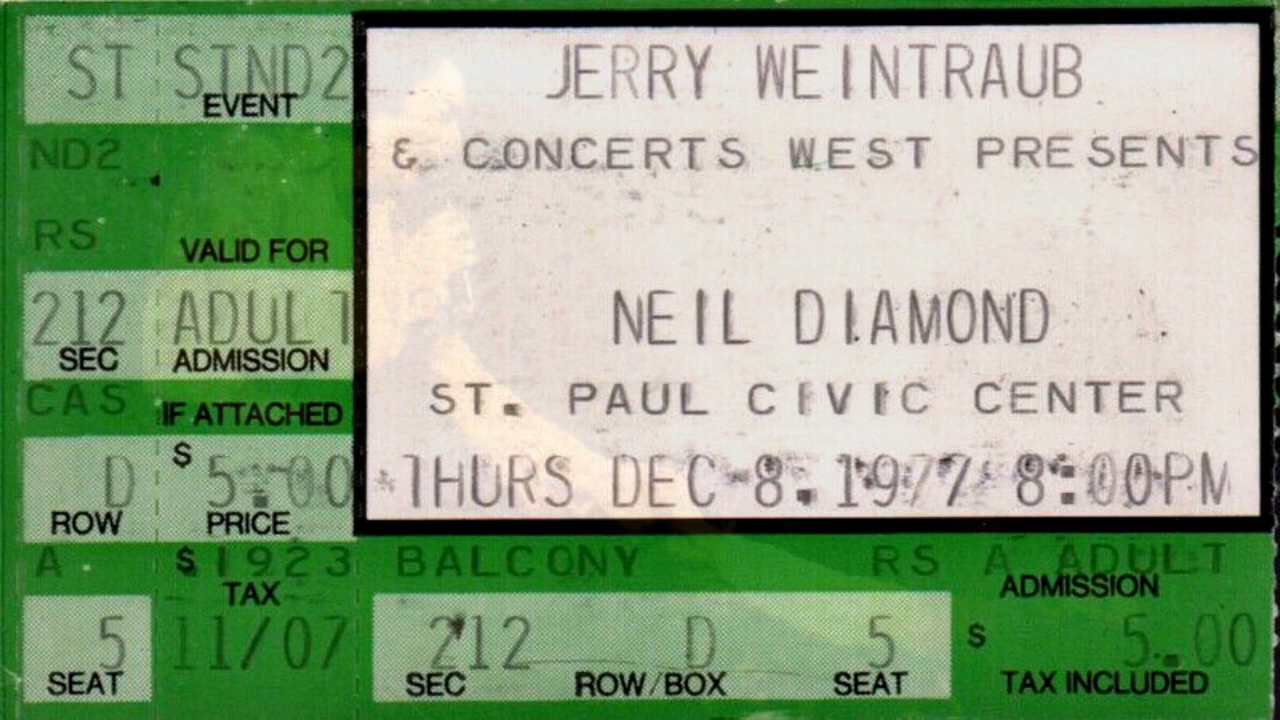 ST STND2
EVENT
ND2
RS
VALID FOR
212 ADULT
SEC ADMISSION
CAS IF ATTACHED
D $ 5.00
ROW PRICE
A $ 1923
TAX
5 11/07
SEAT
JERRY WEINTRAUB
& CONCERTS WEST PRESENTS
NEIL DIAMOND
ST. PAUL CIVIC CENTER
THURS DEC 8.1977 8:00PM
BALCONY RS A ADULT
ADMISSION
212 D 5 $ 5.00
SEC ROW/BOX SEAT TAX INCLUDED